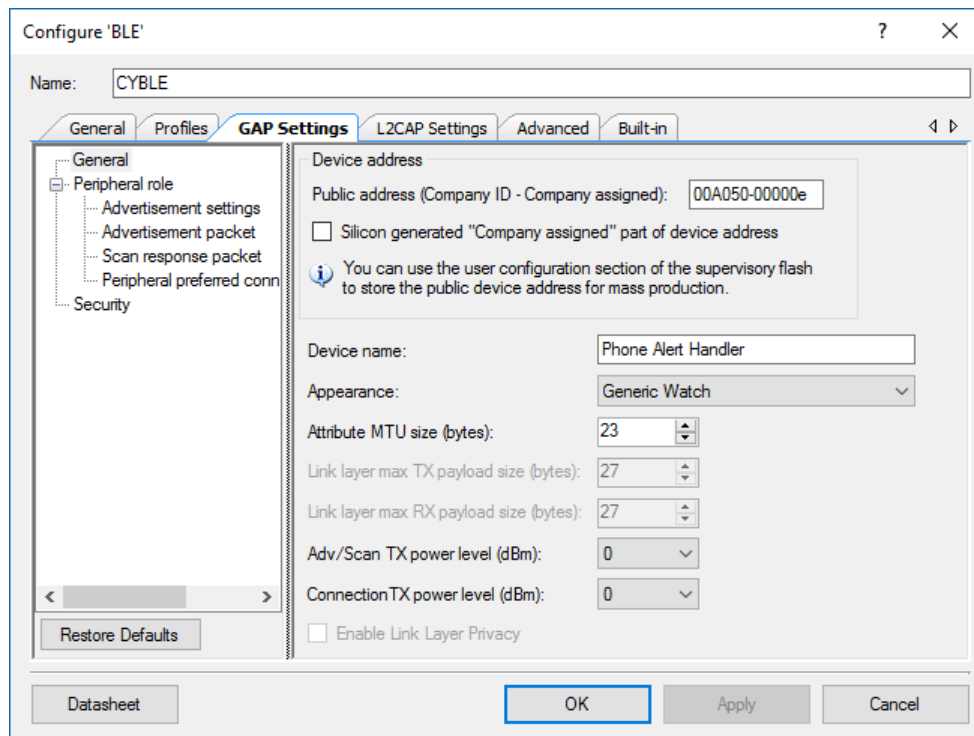 Configure 'BLE'
?
Name:
CYBLE
General
Profiles
GAP Settings
L2CAP Settings
Advanced
Built-in
General
Peripheral role
Advertisement settings
Advertisement packet
Scan response packet
Peripheral preferred conn
Security
Restore Defaults
Device address
Public address (Company ID - Company assigned):
00A050-00000e
Silicon generated "Company assigned" part of device address
You can use the user configuration section of the supervisory flash
to store the public device address for mass production.
Device name:
Phone Alert Handler
Appearance:
Generic Watch
Attribute MTU size (bytes):
23
Link layer max TX payload size (bytes):
27
Link layer max RX payload size (bytes):
27
Adv/Scan TX power level (dBm):
0
ConnectionTX power level (dBm):
0
Enable Link Layer Privacy
Datasheet
OK
Apply
Cancel